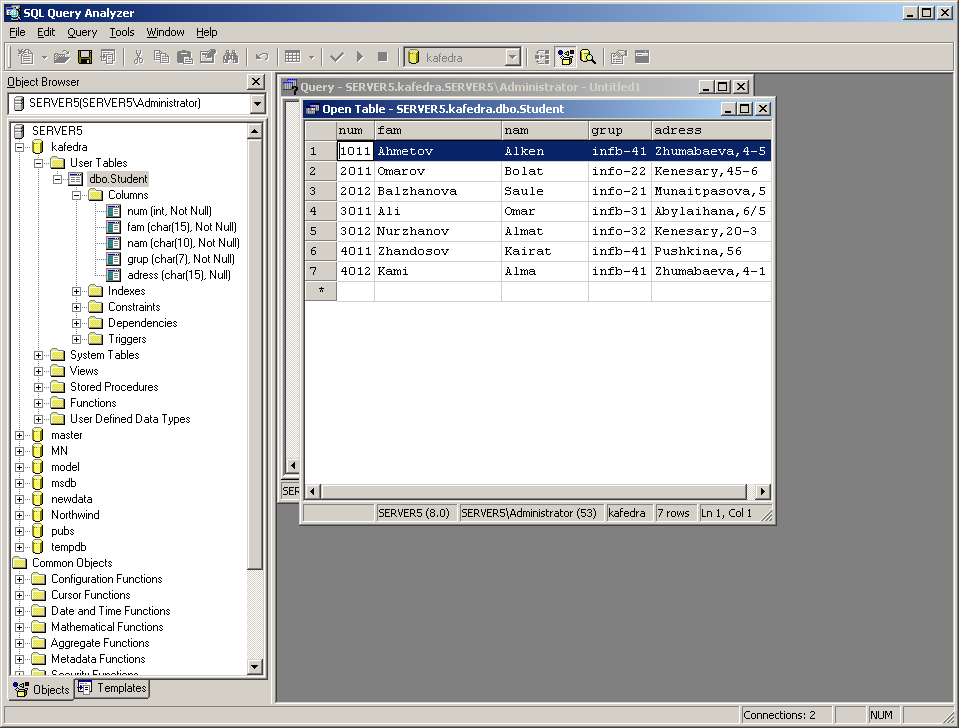 SQL Query Analyzer
File Edit Query Tools Window Help
kafedra
Object Browser
SERVER5(SERVER5\Administrator)
SERVER5
kafedra
User Tables
dbo.Student
Columns
num (int, Not Null)
fam (char(15), Not Null)
nam (char(10), Not Null)
grup (char(7), Not Null)
adress (char(15), Null)
Indexes
Constraints
Dependencies
Triggers
System Tables
Views
Stored Procedures
Functions
User Defined Data Types
master
MN
model
msdb
newdata
Northwind
pubs
tempdb
Common Objects
Configuration Functions
Cursor Functions
Date and Time Functions
Mathematical Functions
Aggregate Functions
Metadata Functions
Security Functions
Objects Templates
Query - SERVER5.kafedra.SERVER5\Administrator - Untitled1
Open Table - SERVER5.kafedra.dbo.Student
num fam nam grup adress
1 1011 Ahmetov Alken infb-41 Zhumabaeva,4-5
2 2011 Omarov Bolat info-22 Kenesary,45-6
3 2012 Balzhanova Saule info-21 Munaitpasova,5
4 3011 Ali Omar infb-31 Abylaihana,6/5
5 3012 Nurzhanov Almat info-32 Kenesary,20-3
6 4011 Zhandosov Kairat infb-41 Pushkina,56
7 4012 Kami Alma infb-41 Zhumabaeva,4-1
*
SER
SERVER5 (8.0) SERVER5\Administrator (53) kafedra 7 rows Ln 1, Col 1
Connections: 2 NUM